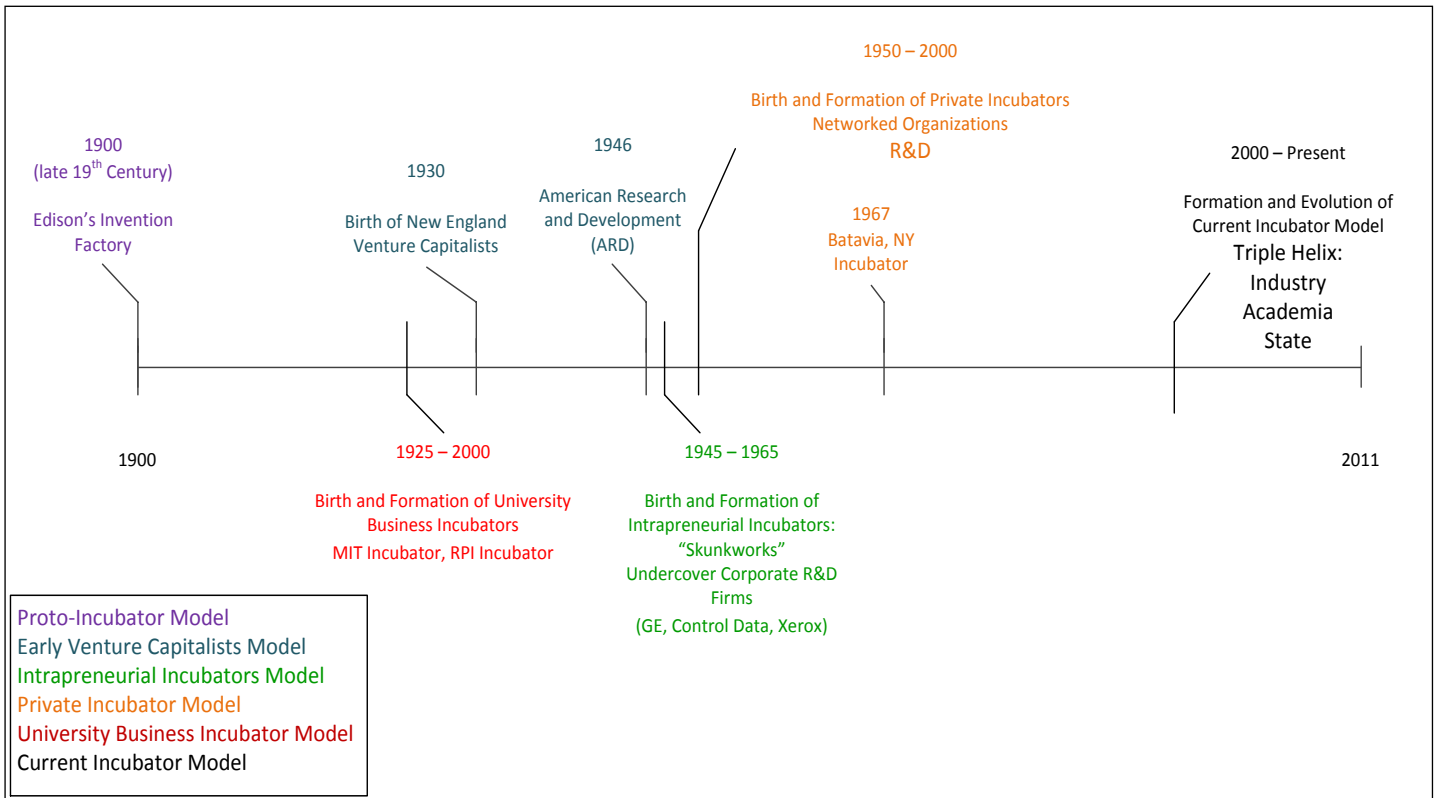 1950 – 2000
Birth and Formation of Private Incubators
Networked Organizations
R&D
1900
(late 19th Century)
Edison's Invention
Factory
1930
Birth of New England
Venture Capitalists
1946
American Research
and Development
(ARD)
1967
Batavia, NY
Incubator
2000 – Present
Formation and Evolution of
Current Incubator Model
Triple Helix:
Industry
Academia
State
1900
1925 – 2000
Birth and Formation of University
Business Incubators
MIT Incubator, RPI Incubator
1945 – 1965
Birth and Formation of
Intrapreneurial Incubators:
“Skunkworks”
Undercover Corporate R&D
Firms
(GE, Control Data, Xerox)
2011
Proto-Incubator Model
Early Venture Capitalists Model
Intrapreneurial Incubators Model
Private Incubator Model
University Business Incubator Model
Current Incubator Model